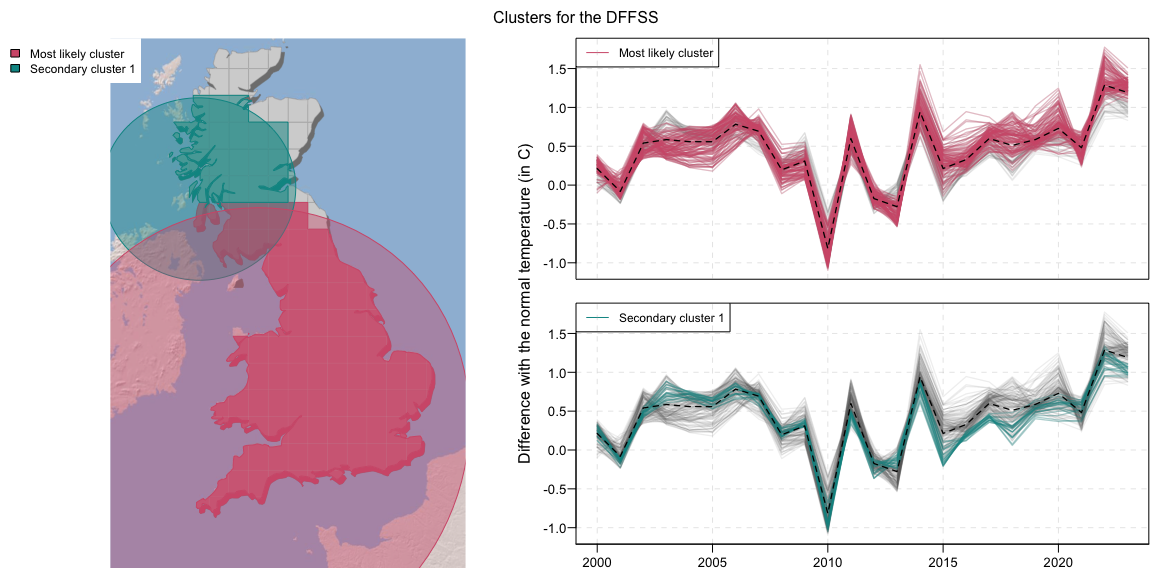 Clusters for the DFFSS
Most likely cluster
Secondary cluster 1
Difference with the normal temperature (in C)
Most likely cluster
1.5
1.0
0.5
0.0
-0.5
-1.0
Secondary cluster 1
1.5
1.0
0.5
0.0
-0.5
-1.0
2000 2005 2010 2015 2020